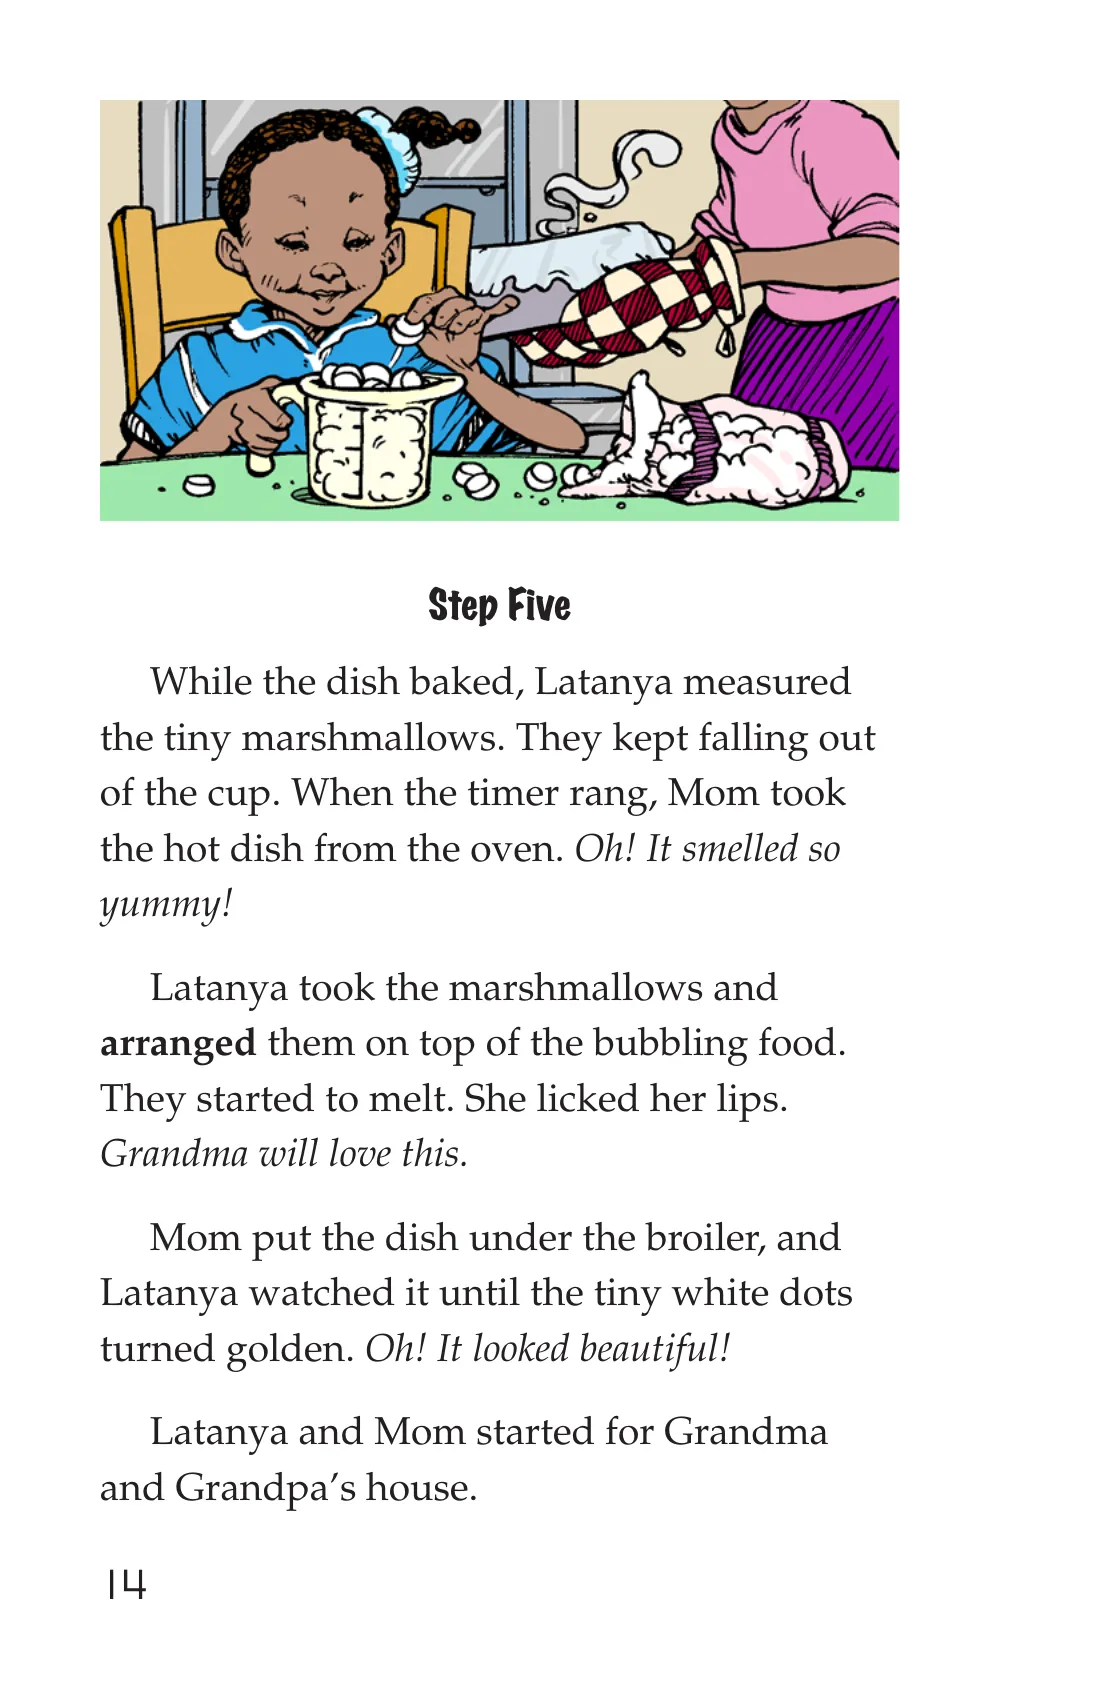 Step Five
While the dish baked, Latanya measured
the tiny marshmallows. They kept falling out
of the cup. When the timer rang, Mom took
the hot dish from the oven. Oh! It smelled so
yummy!
Latanya took the marshmallows and
arranged them on top of the bubbling food.
They started to melt. She licked her lips.
Grandma will love this.
Mom put the dish under the broiler, and
Latanya watched it until the tiny white dots
turned golden. Oh! It looked beautiful!
Latanya and Mom started for Grandma
and Grandpa’s house.
14